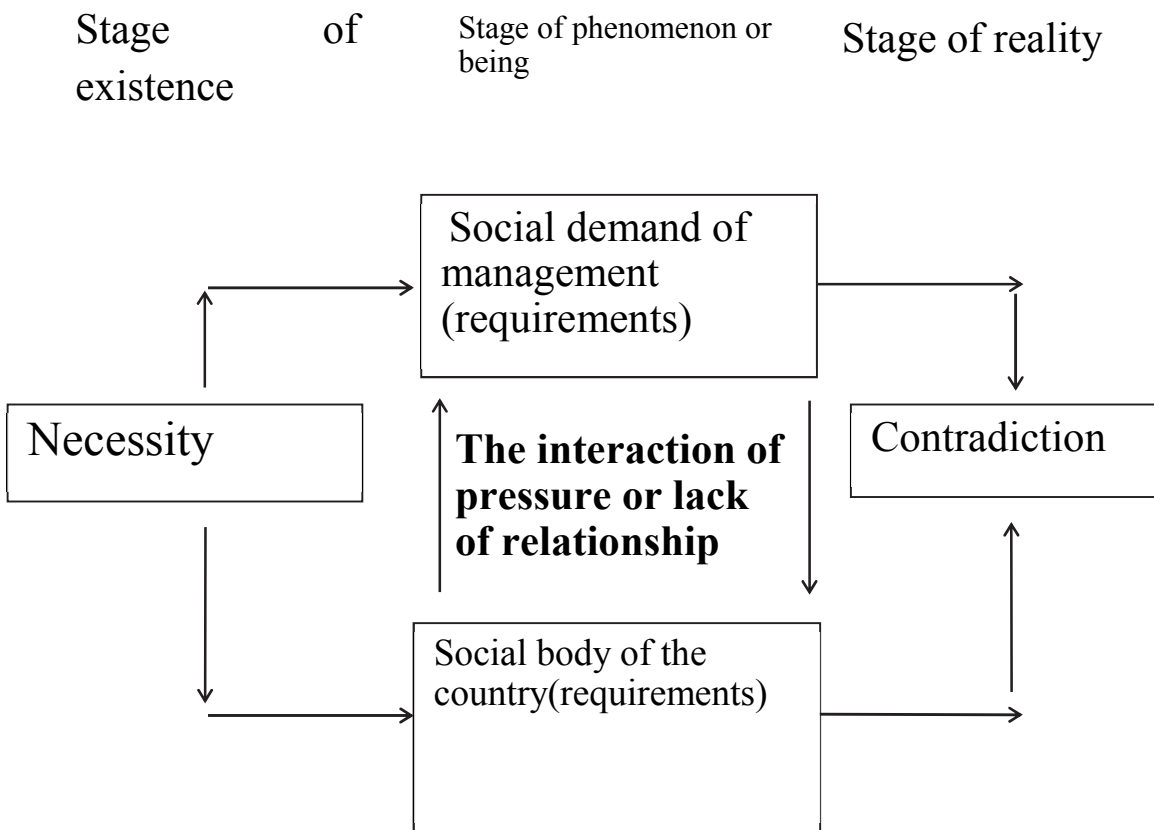 Stage of
existence
Stage of phenomenon or
being
Stage of reality
Social demand of
management
(requirements)
Necessity
The interaction of
pressure or lack
of relationship
Contradiction
Social body of the
country(requirements)